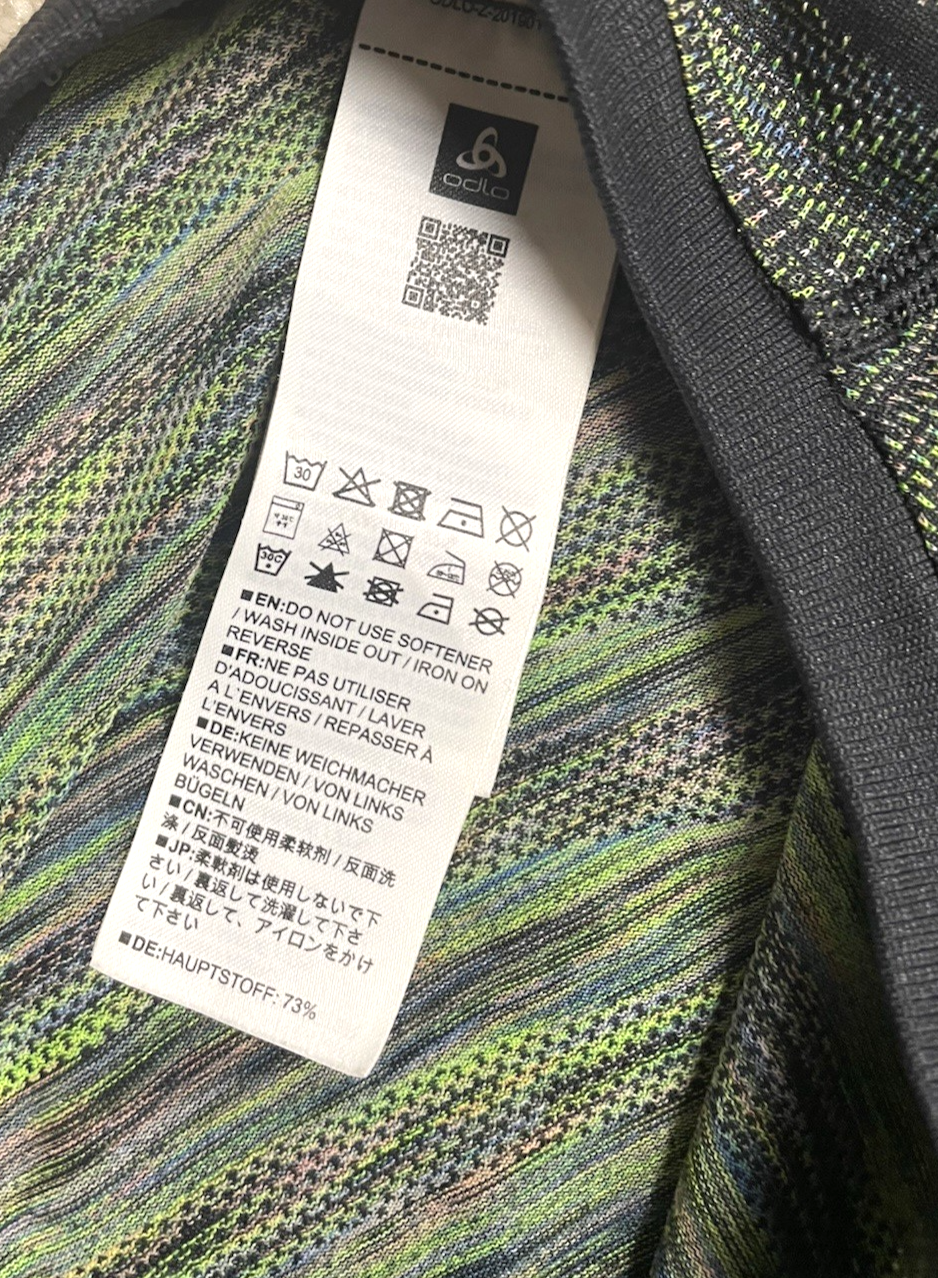 odlo
30
■EN:DO NOT USE SOFTENER
/ WASH INSIDE OUT / IRON ON
REVERSE
■FR:NE PAS UTILISER
D'ADOUCISSANT / LAVER
A L'ENVERS / REPASSER À
L'ENVERS
■DE:KEINE WEICHMACHER
VERWENDEN / VON LINKS
WASCHEN / VON LINKS
BÜGELN
■CN:不可使用柔软剂 / 反面洗
涤 / 反面熨烫
■JP:柔軟剤は使用しないで下
さい / 裏返して洗濯して下さ
い / 裏返して、アイロンをかけ
て下さい
■DE:HAUPTSTOFF: 73%